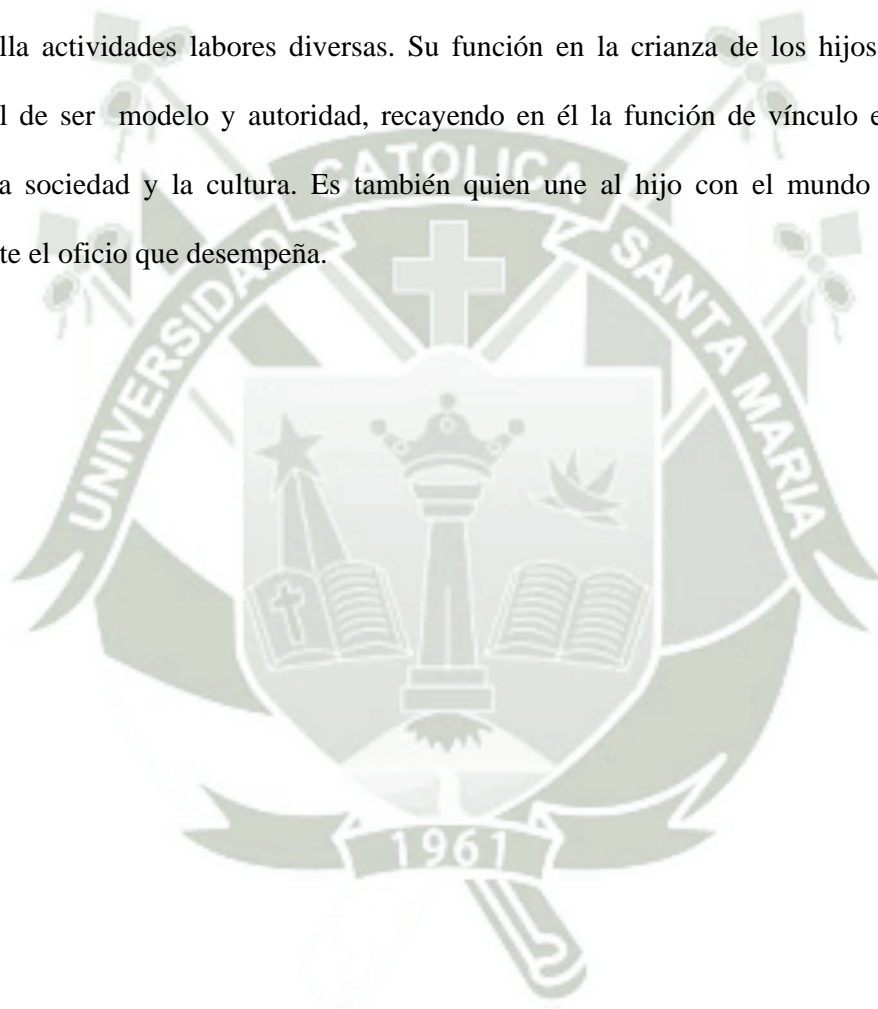 lla actividades labores diversas. Su función en la crianza de los hijos
l de ser modelo y autoridad, recayendo en él la función de vínculo e
a sociedad y la cultura. Es también quien une al hijo con el mundo
te el oficio que desempeña.
UNIVERSIDAD CATOLICA SANTA MARIA
1961